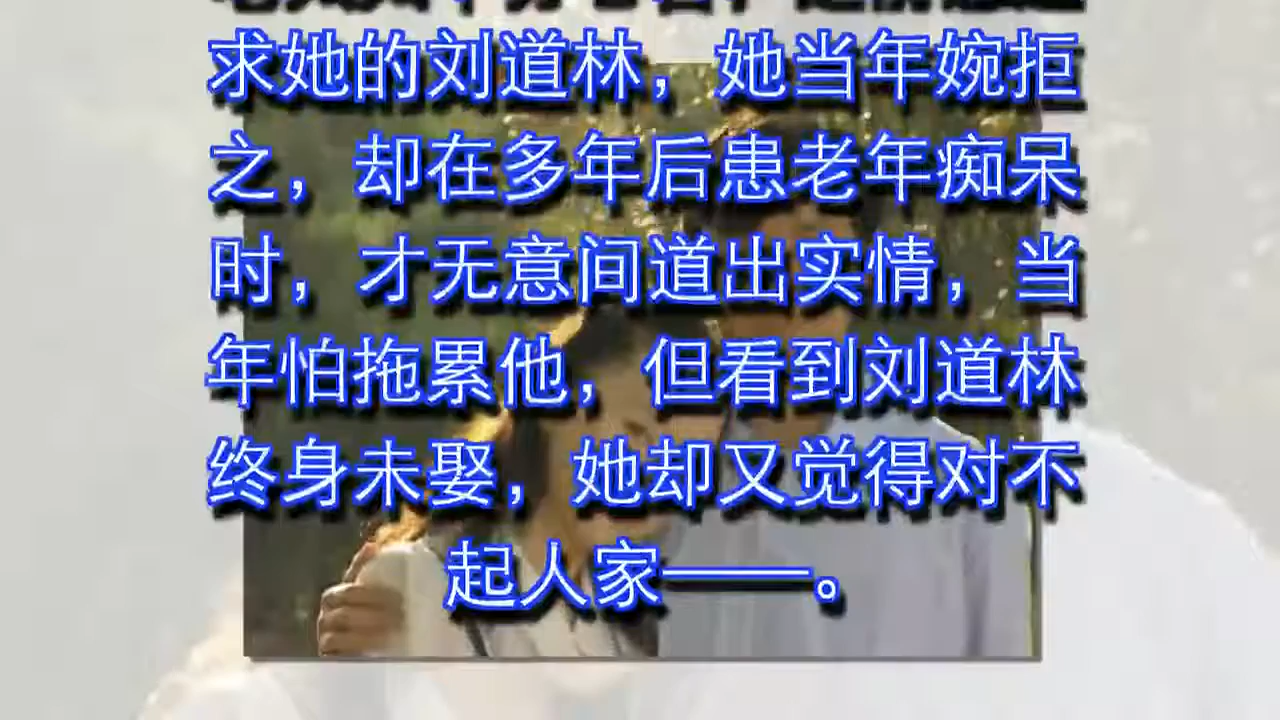 求她的刘道林，她当年婉拒
之，却在多年后患老年痴呆
时，才无意间道出实情，当
年怕拖累他，但看到刘道林
终身未娶，她却又觉得对不
起人家——。